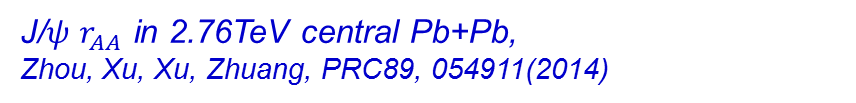 J/ψ r_AA in 2.76TeV central Pb+Pb,
Zhou, Xu, Xu, Zhuang, PRC89, 054911(2014)